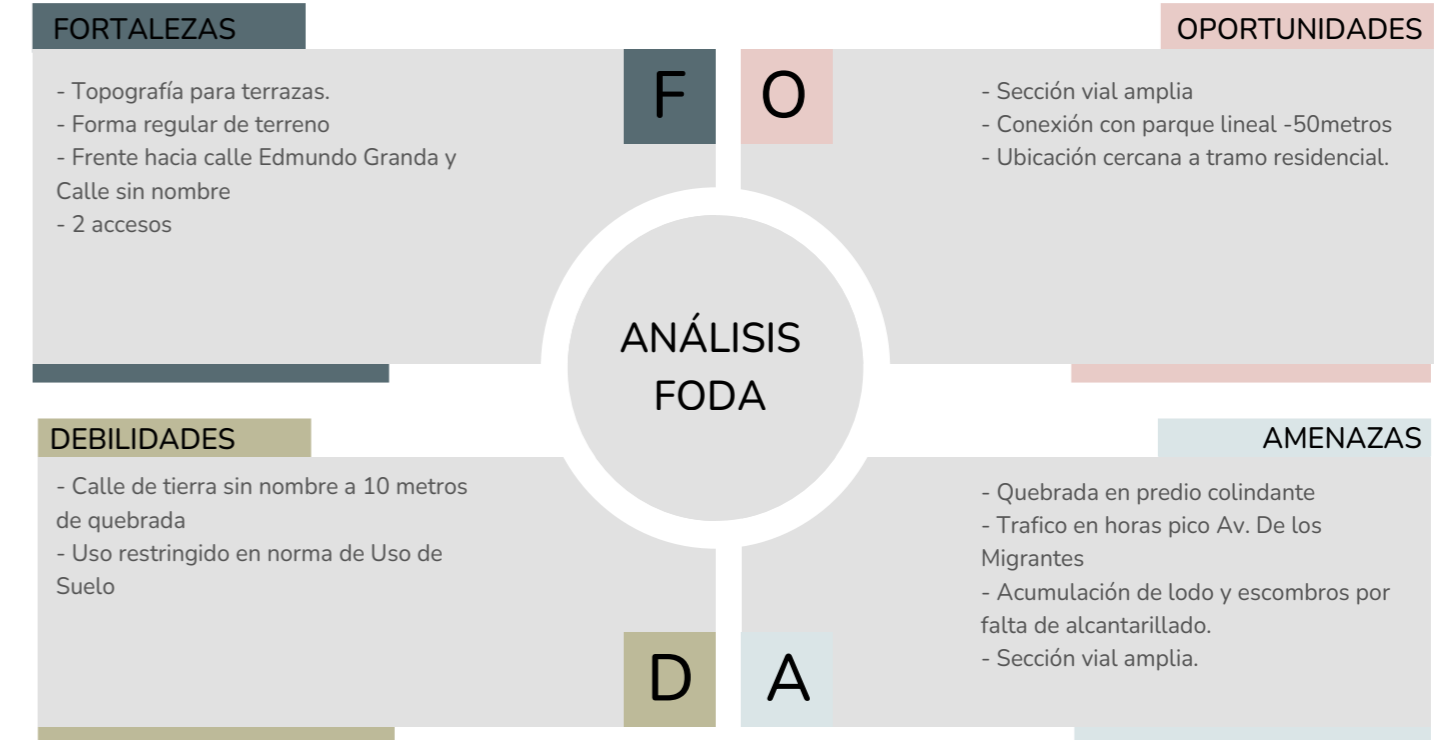 FORTALEZAS
- Topografía para terrazas.
- Forma regular de terreno
- Frente hacia calle Edmundo Granda y
Calle sin nombre
- 2 accesos
F
O
OPORTUNIDADES
- Sección vial amplia
- Conexión con parque lineal -50metros
- Ubicación cercana a tramo residencial.
ANÁLISIS
FODA
DEBILIDADES
- Calle de tierra sin nombre a 10 metros
de quebrada
- Uso restringido en norma de Uso de
Suelo
D
A
AMENAZAS
- Quebrada en predio colindante
- Trafico en horas pico Av. De los
Migrantes
- Acumulación de lodo y escombros por
falta de alcantarillado.
- Sección vial amplia.